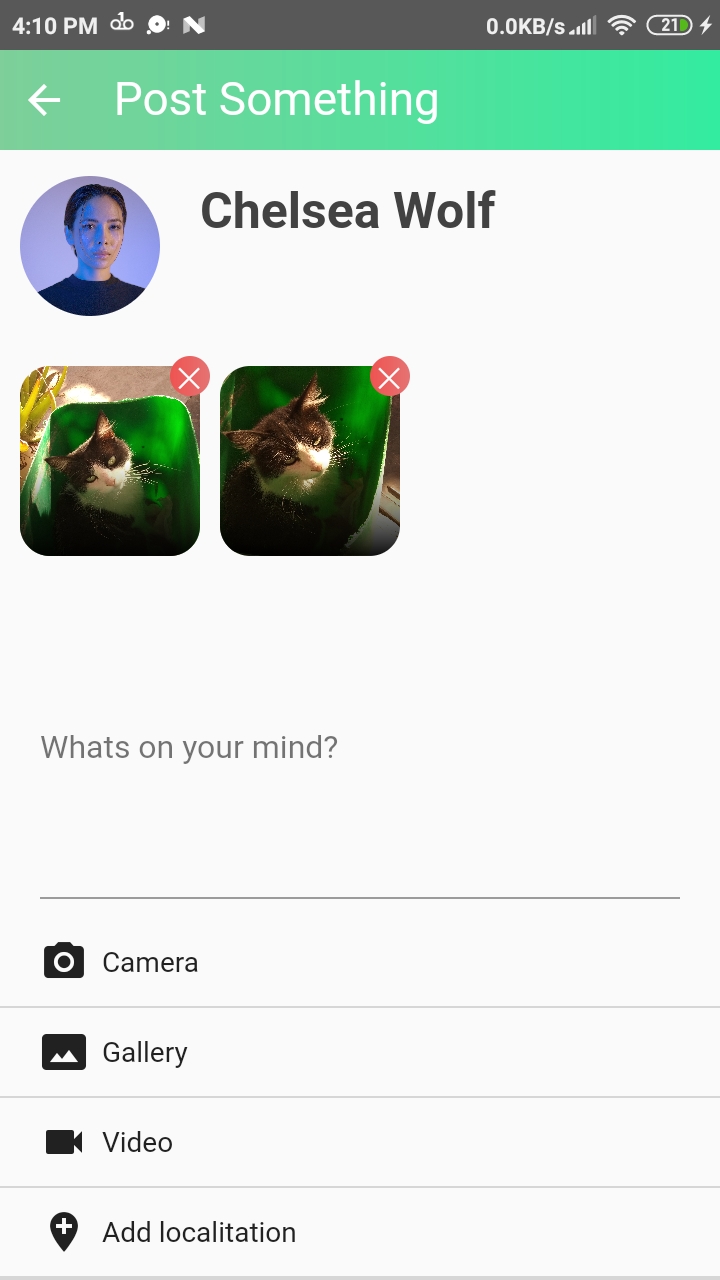 4:10 PM 0.0KB/s 21
Post Something
Chelsea Wolf
Whats on your mind?
Camera
Gallery
Video
Add localitation